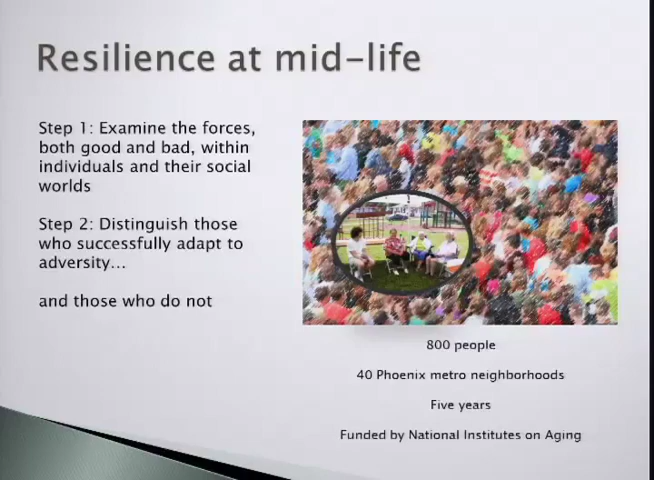 Resilience at mid-life
Step 1: Examine the forces,
both good and bad, within
individuals and their social
worlds
Step 2: Distinguish those
who successfully adapt to
adversity...
and those who do not
800 people
40 Phoenix metro neighborhoods
Five years
Funded by National Institutes on Aging